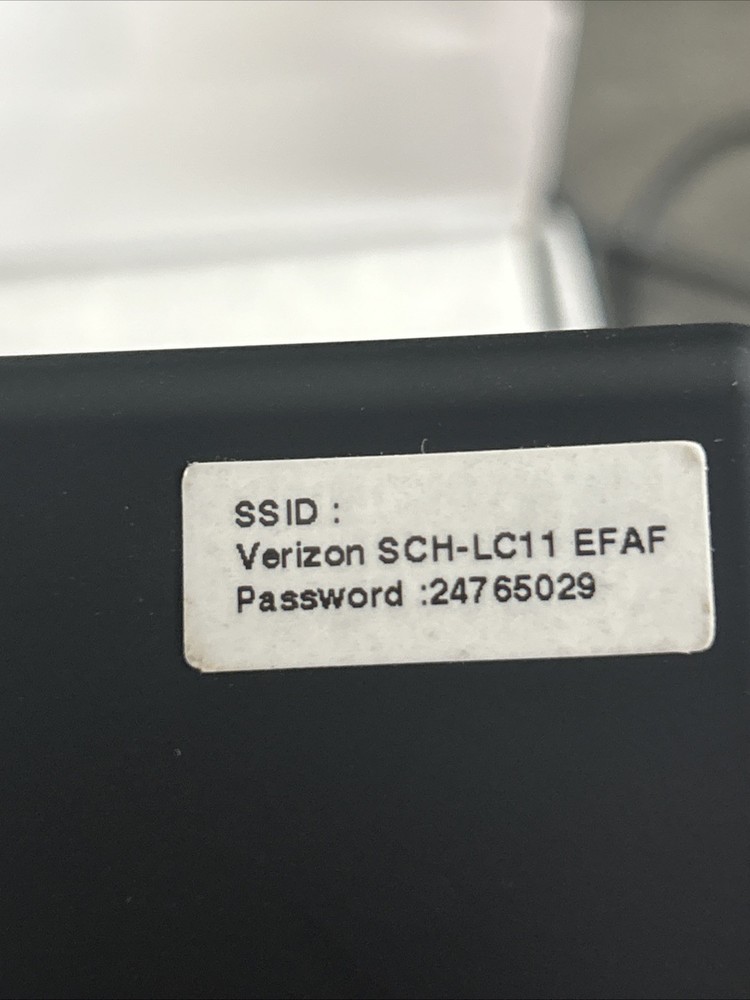 SSID :
Verizon SCH-LC11 EFAF
Password :24765029